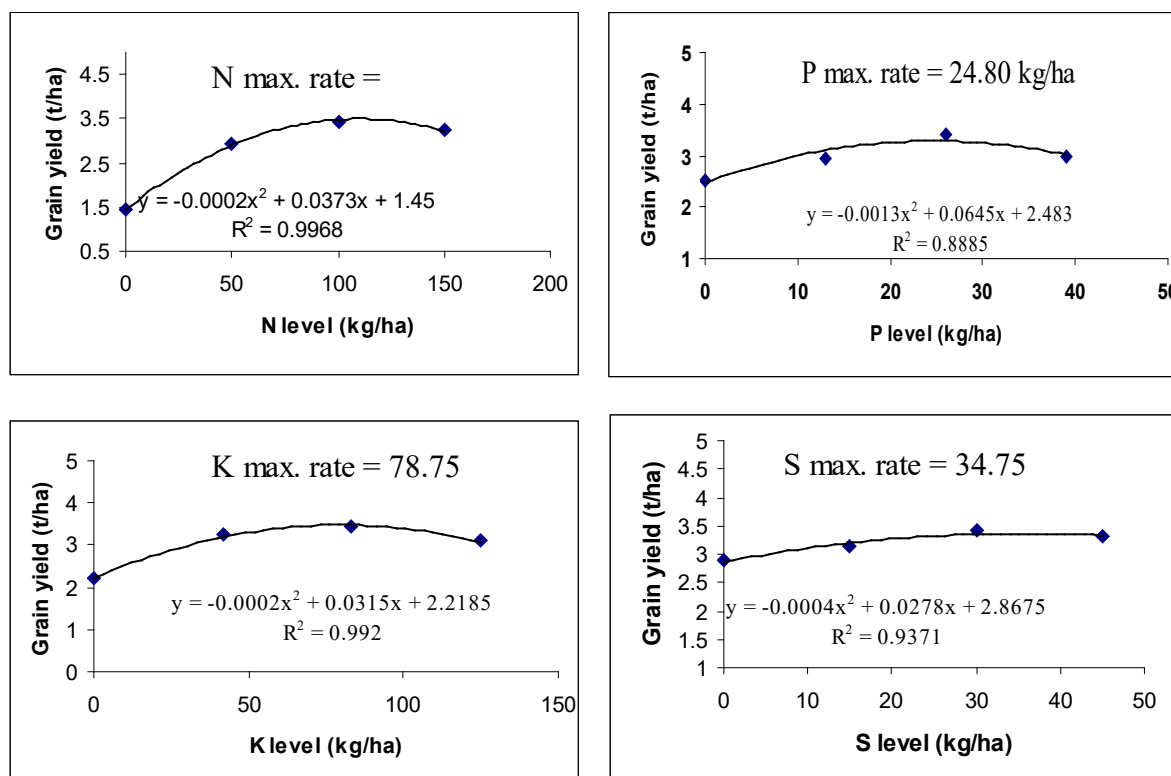 N max. rate =
Grain yield (t/ha)
4.5
3.5
2.5
1.5
0.5
y = -0.0002x² + 0.0373x + 1.45
R² = 0.9968
0 50 100 150 200
N level (kg/ha)
P max. rate = 24.80 kg/ha
Grain yield (t/ha)
5
5
4
4
3
3
2
2
1
y = -0.0013x² + 0.0645x + 2.483
R² = 0.8885
0 10 20 30 40 50
P level (kg/ha)
K max. rate = 78.75
Grain yield (t/ha)
5
4
3
2
1
0
y = -0.0002x² + 0.0315x + 2.2185
R² = 0.992
0 50 100 150
K level (kg/ha)
S max. rate = 34.75
Grain yield (t/ha)
5
4.5
4
3.5
3
2.5
2
1.5
1
y = -0.0004x² + 0.0278x + 2.8675
R² = 0.9371
0 10 20 30 40 50
S level (kg/ha)